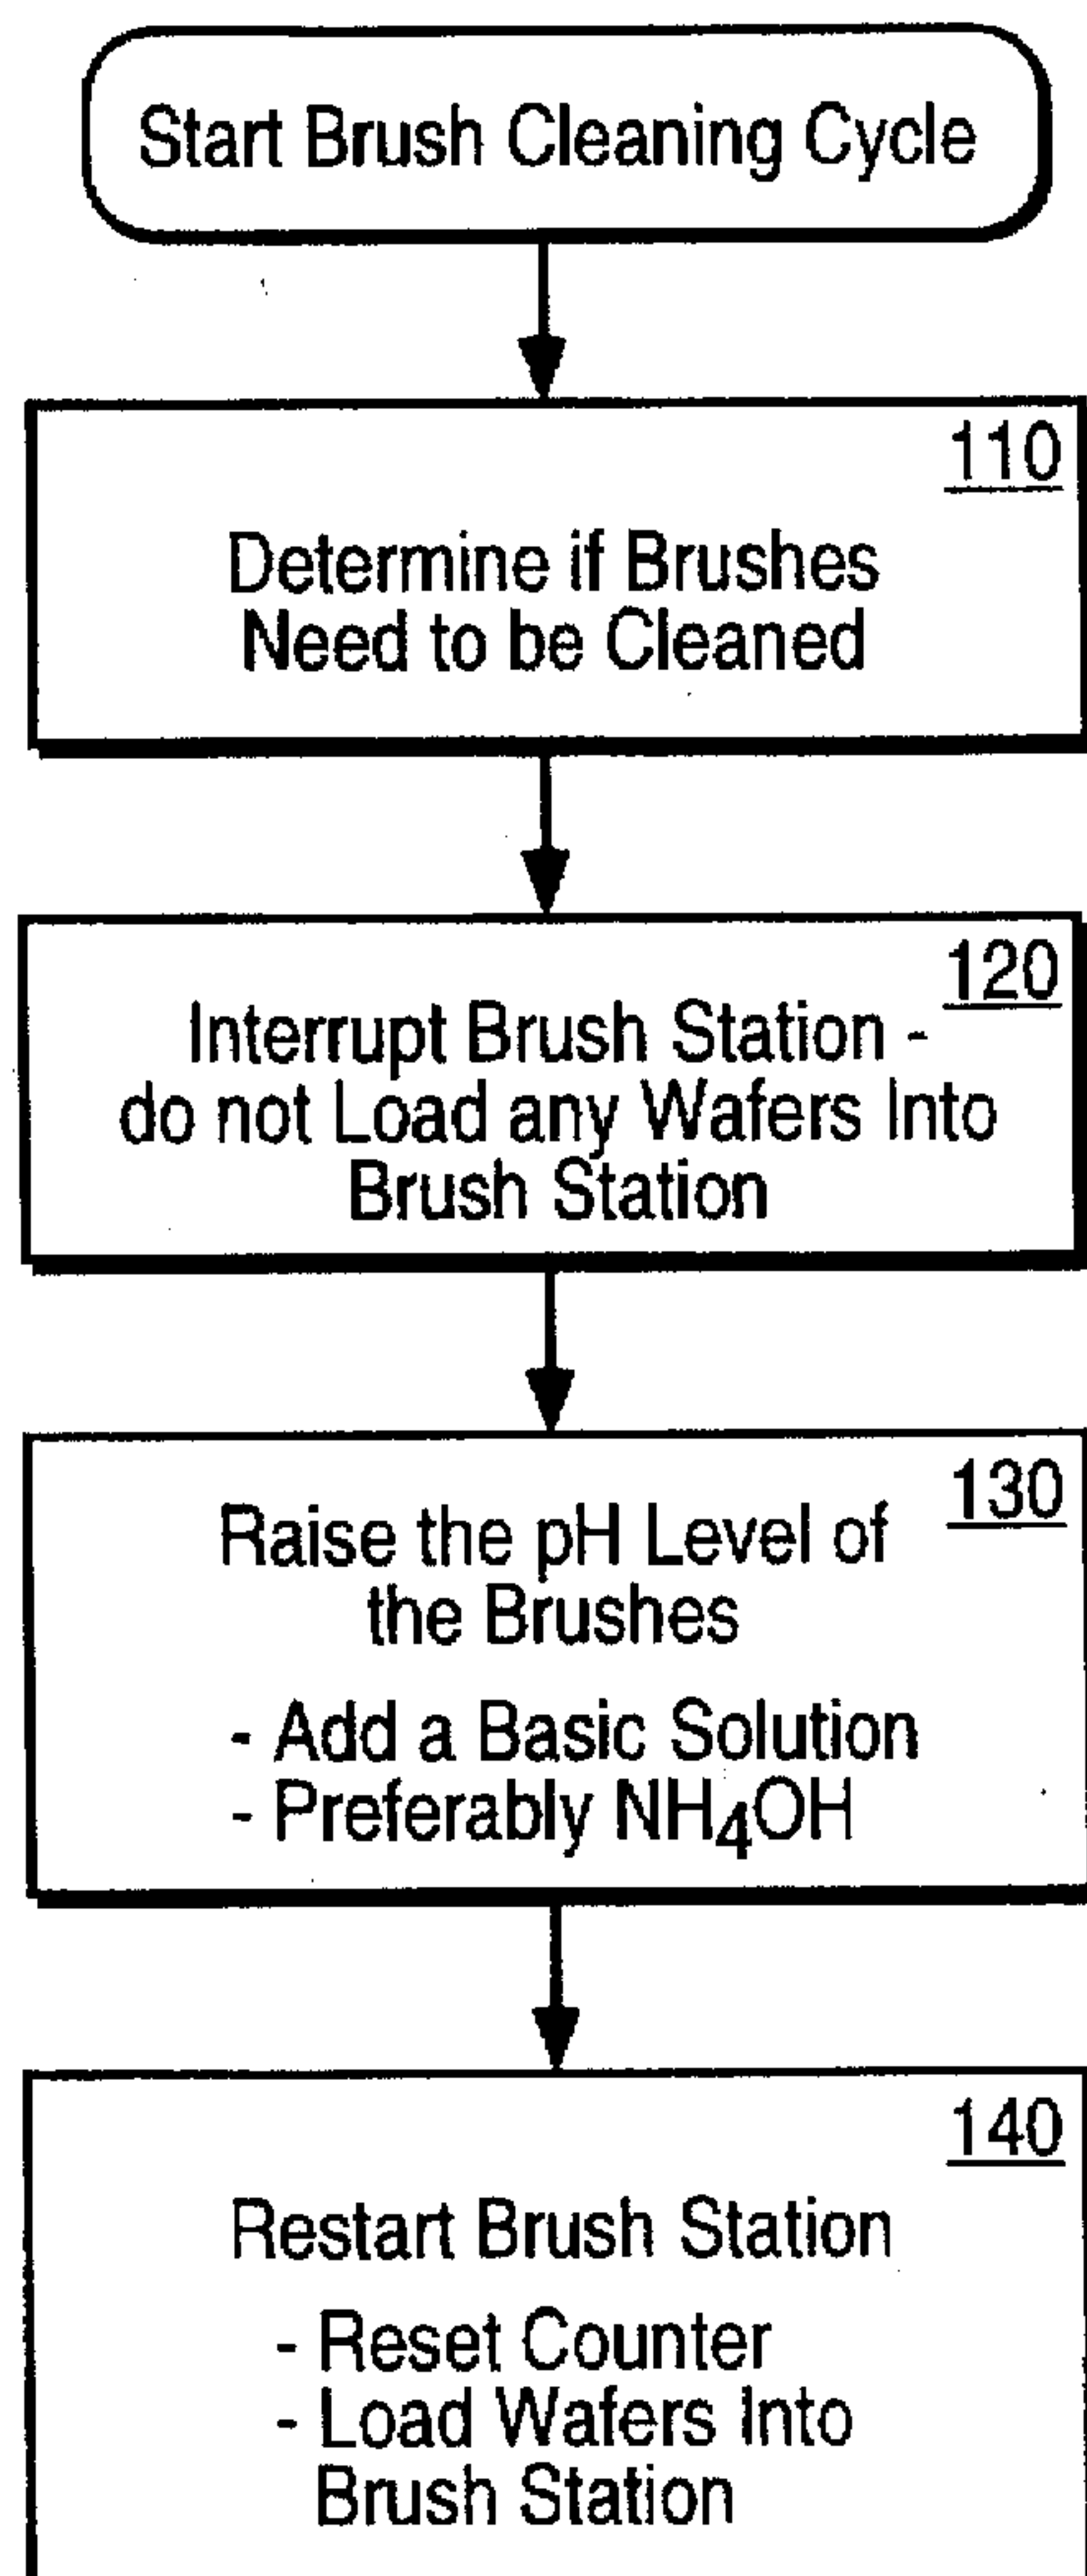 Start Brush Cleaning Cycle
110
Determine if Brushes
Need to be Cleaned
120
Interrupt Brush Station -
do not Load any Wafers Into
Brush Station
130
Raise the pH Level of
the Brushes
- Add a Basic Solution
- Preferably NH₄OH
140
Restart Brush Station
- Reset Counter
- Load Wafers Into
Brush Station